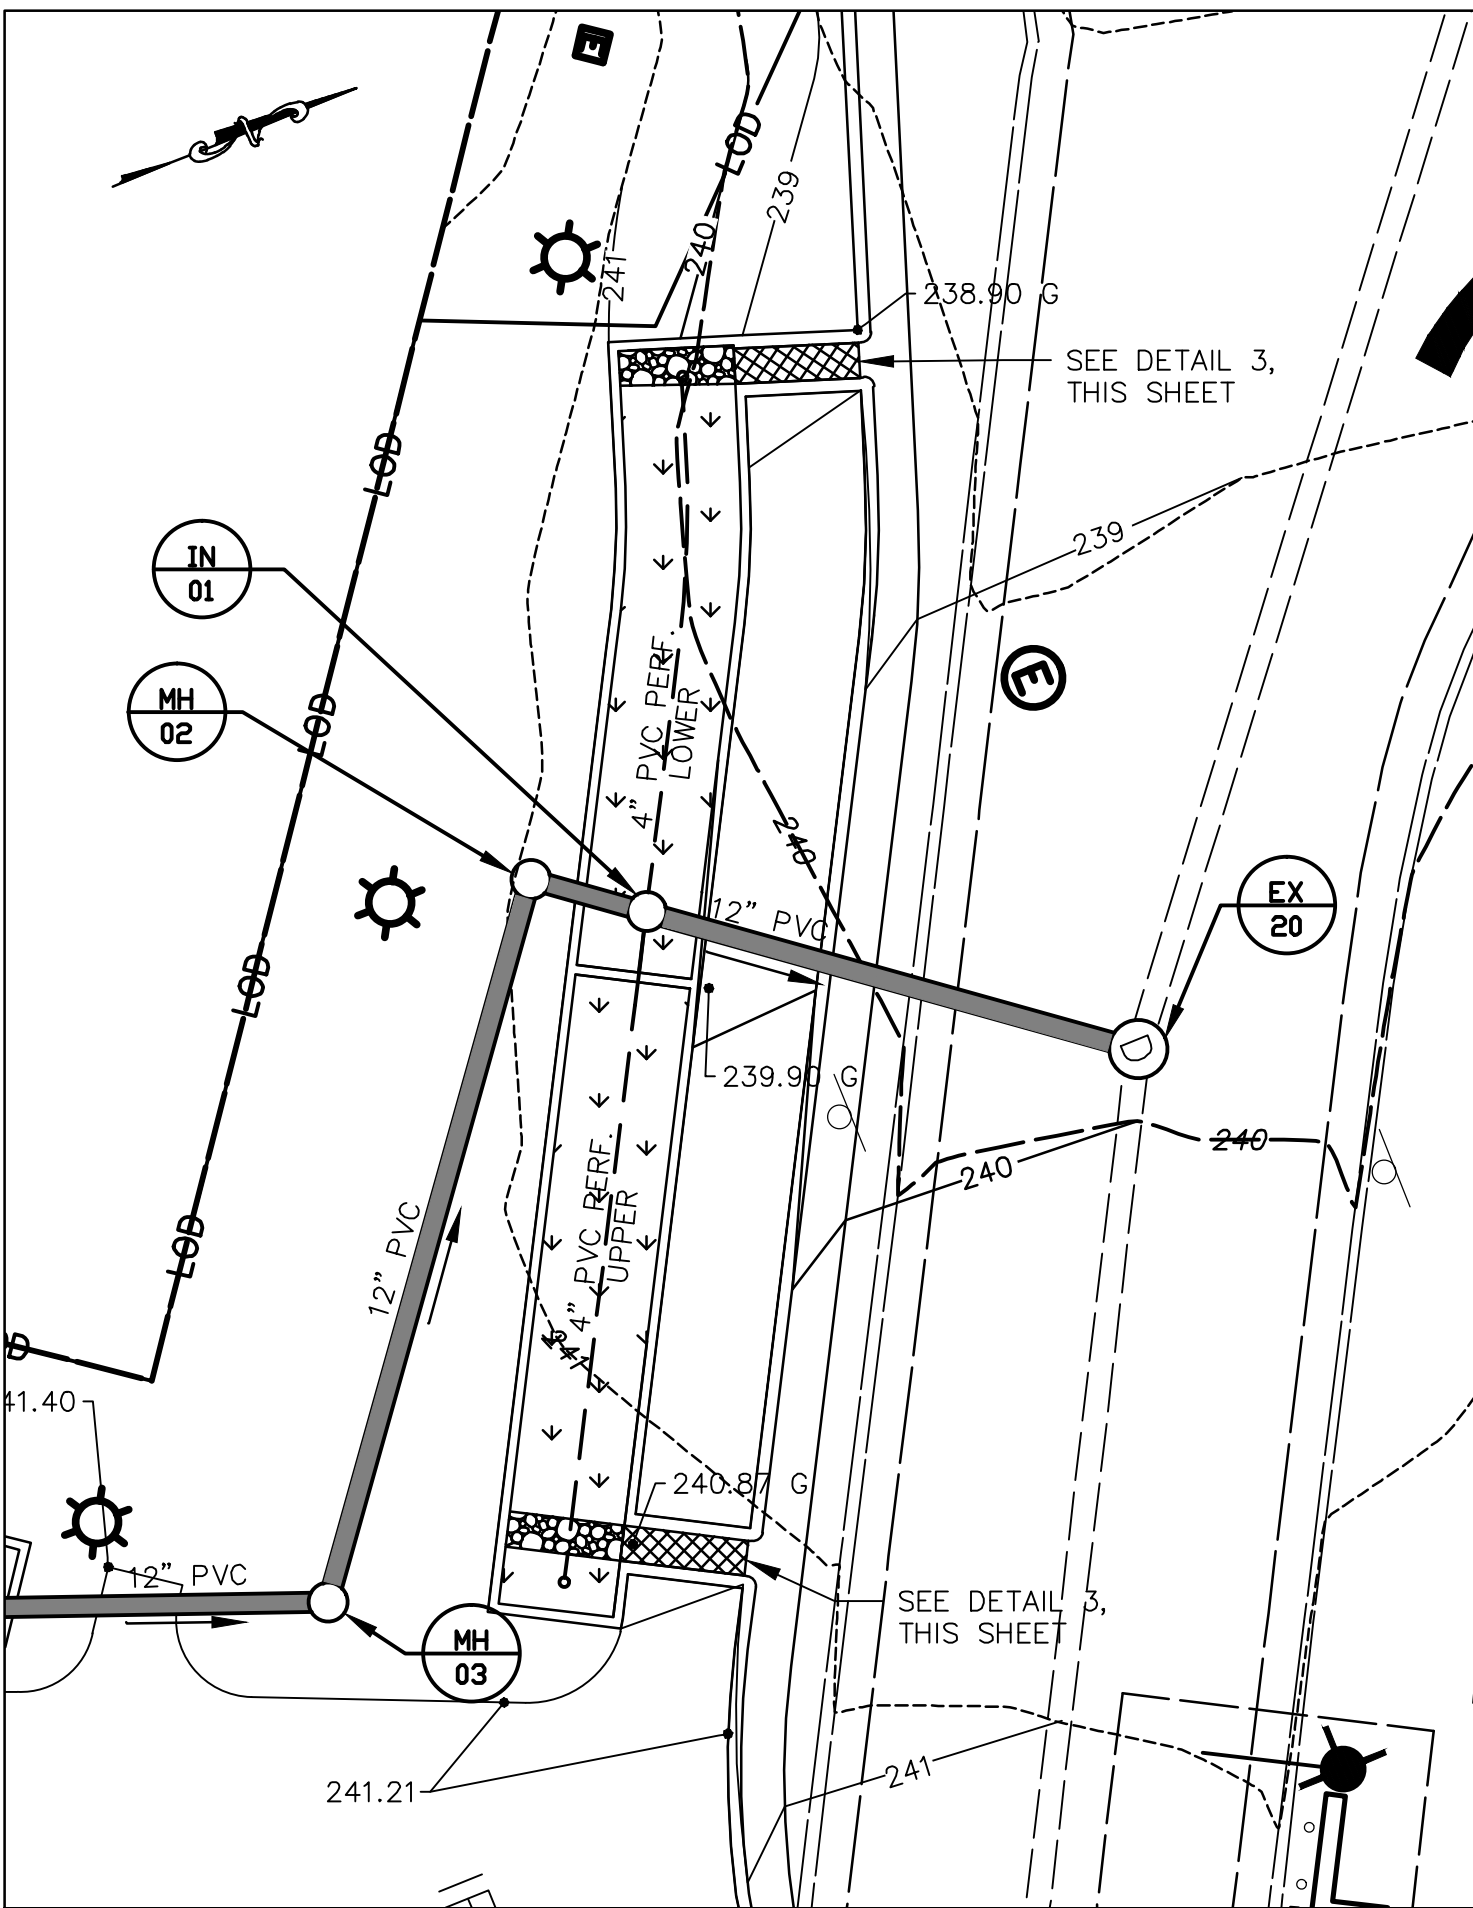 E
LOD
239
240
241
238.90 G
SEE DETAIL 3,
THIS SHEET
LOD
239
IN
01
4" PVC PERF.
LOWER
E
MH
02
LOD
240
EX
20
12" PVC
LOD
239.90 G
240
240
12" PVC
4" PVC PERF.
UPPER
LOD
241
41.40
240.87 G
12" PVC
SEE DETAIL 3,
THIS SHEET
MH
03
241.21
241
D